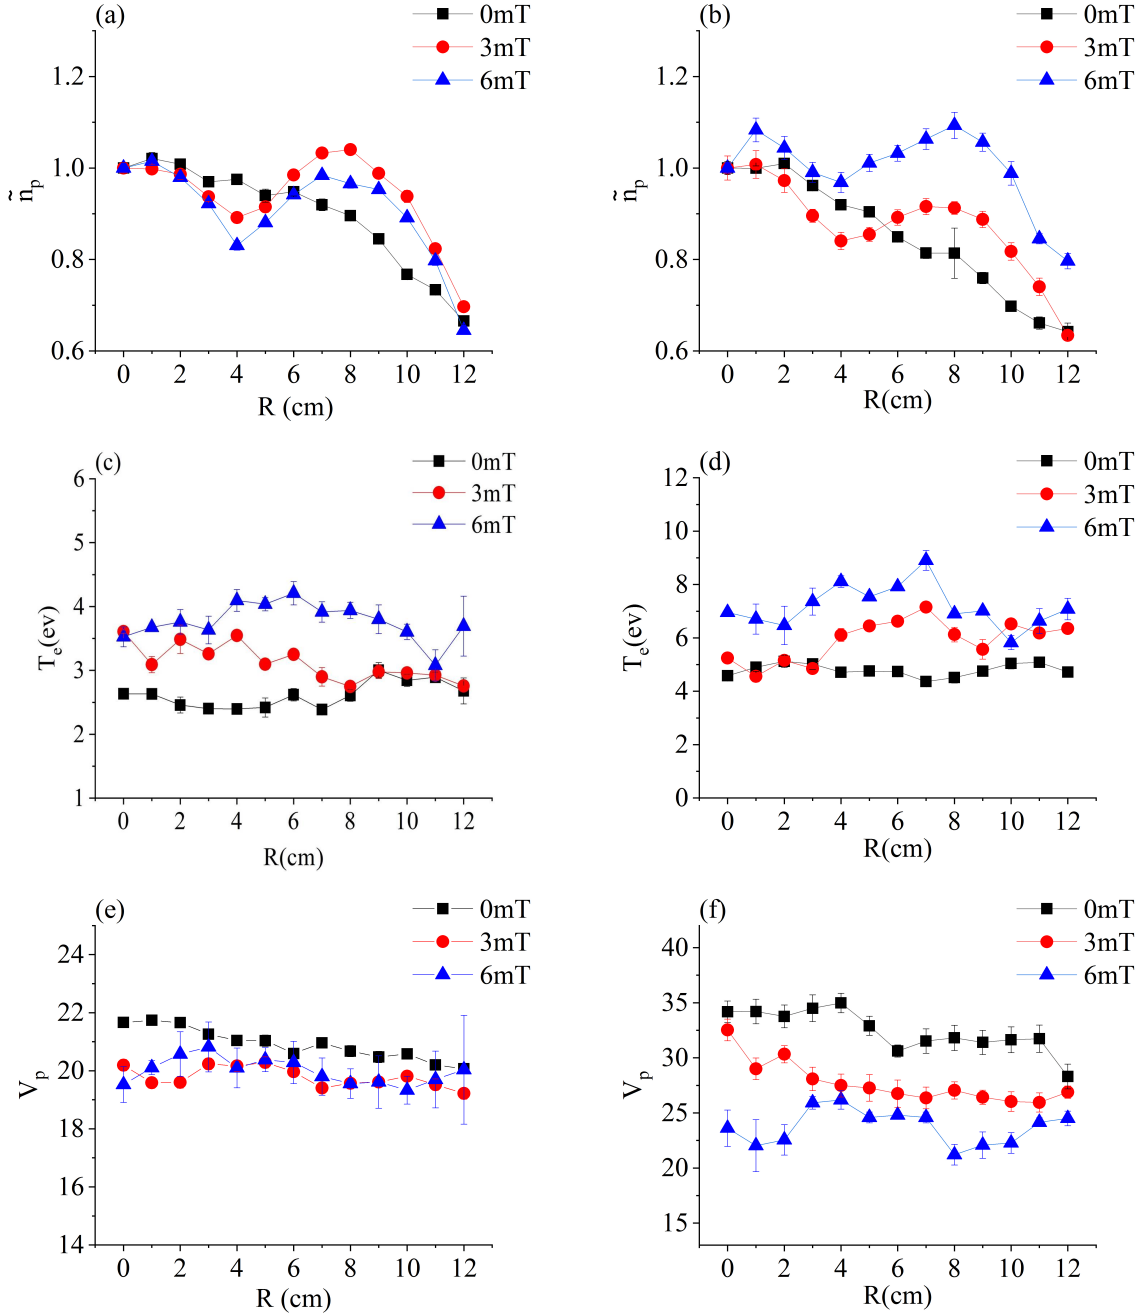 (a)
0mT
3mT
6mT
1.2
1.0
0.8
0.6
ñp
0 2 4 6 8 10 12
R (cm)
(b)
0mT
3mT
6mT
1.2
1.0
0.8
0.6
ñp
0 2 4 6 8 10 12
R(cm)
(c)
0mT
3mT
6mT
6
5
4
3
2
1
Te(ev)
0 2 4 6 8 10 12
R(cm)
(d)
0mT
3mT
6mT
12
10
8
6
4
2
0
Te(ev)
0 2 4 6 8 10 12
R(cm)
(e)
0mT
3mT
6mT
24
22
20
18
16
14
Vp
0 2 4 6 8 10 12
R (cm)
(f)
0mT
3mT
6mT
40
35
30
25
20
15
Vp
0 2 4 6 8 10 12
R(cm)